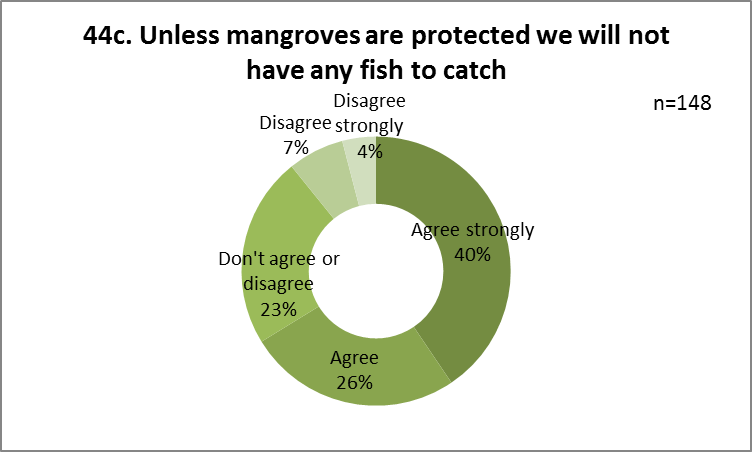 44c. Unless mangroves are protected we will not
have any fish to catch
n=148
Disagree
strongly
4%
Disagree
7%
Agree strongly
40%
Don't agree or
disagree
23%
Agree
26%